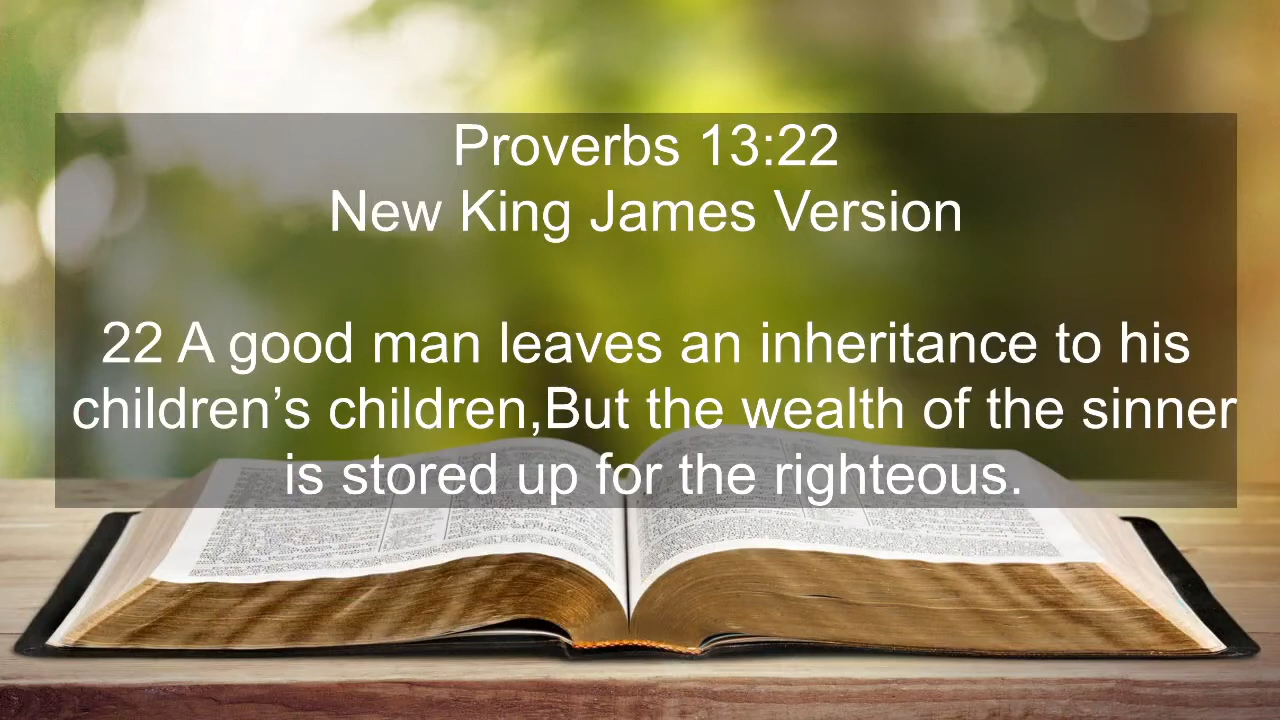 Proverbs 13:22
New King James Version
22 A good man leaves an inheritance to his
children’s children,But the wealth of the sinner
is stored up for the righteous.